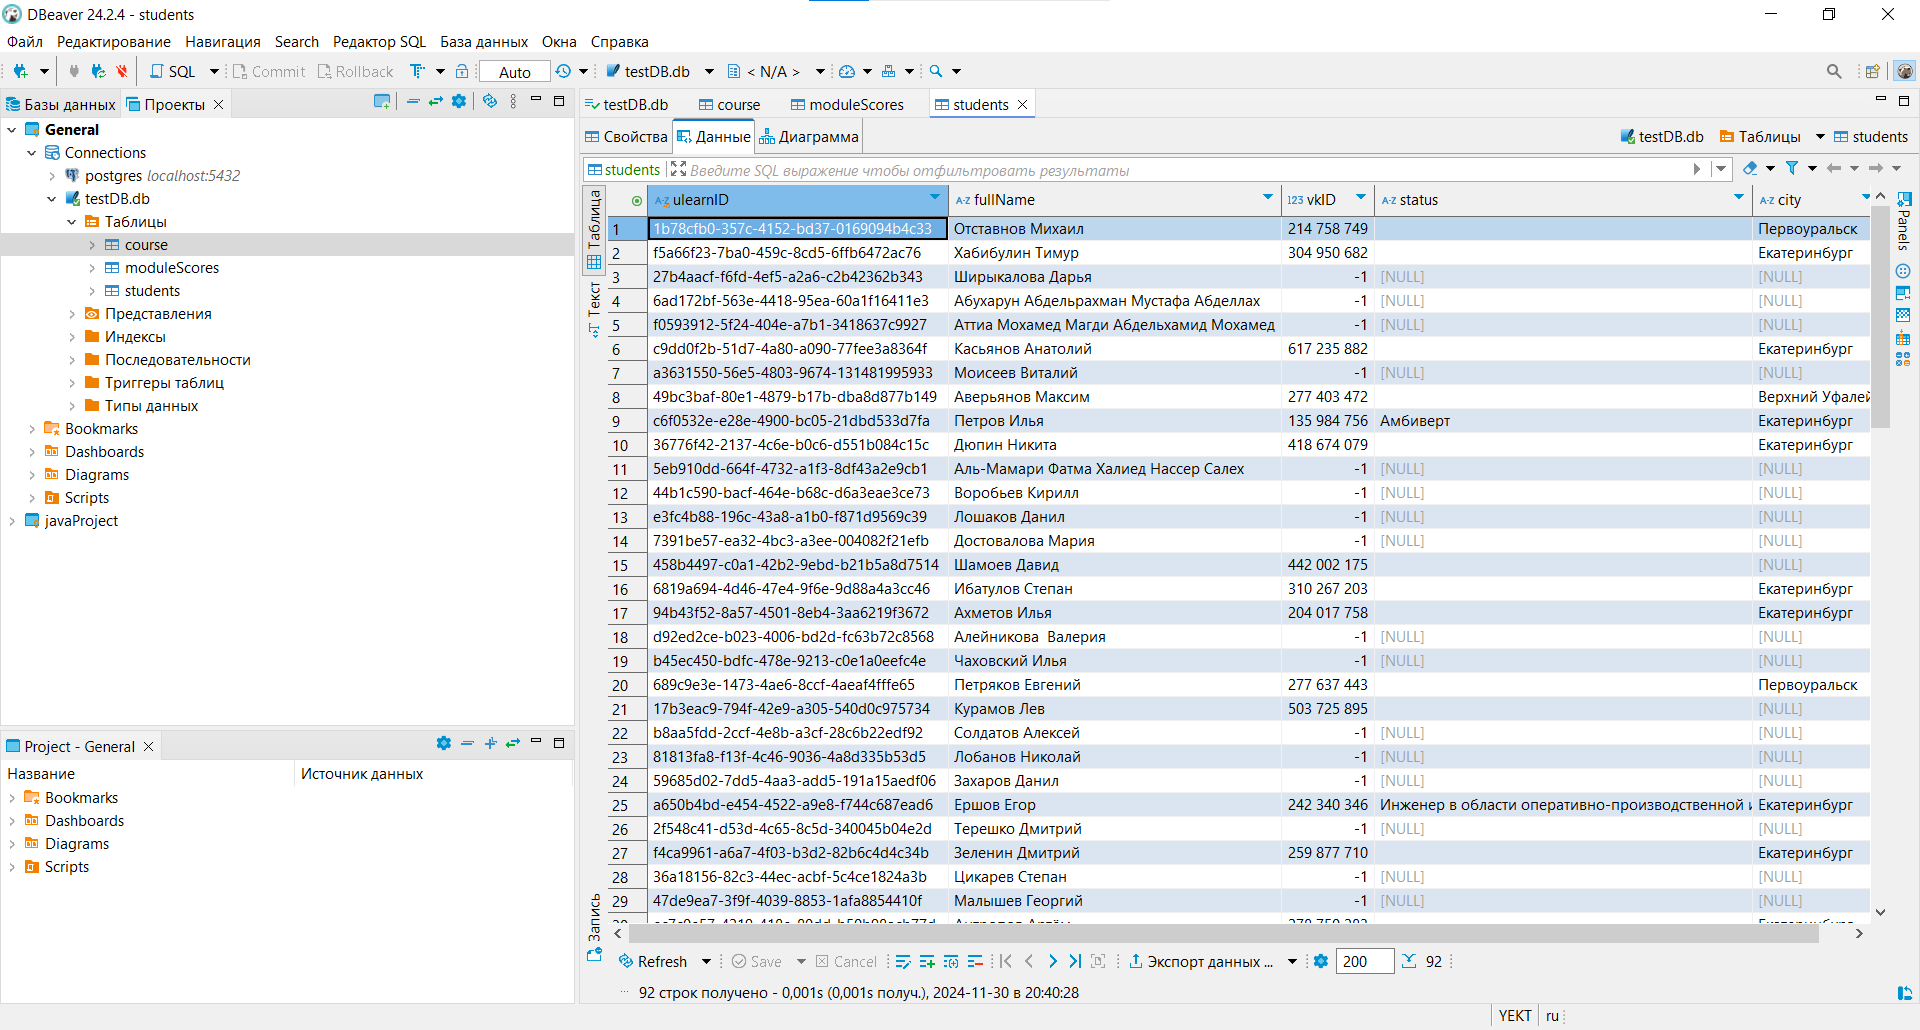 DBeaver 24.2.4 - students
Файл Редактирование Навигация Search Редактор SQL База данных Окна Справка
SQL Commit Rollback Auto testDB.db < N/A >
Базы данных Проекты
General
Connections
postgres localhost:5432
testDB.db
Таблицы
course
moduleScores
students
Представления
Индексы
Последовательности
Триггеры таблиц
Типы данных
Bookmarks
Dashboards
Diagrams
Scripts
javaProject
Project - General
Название Источник данных
Bookmarks
Dashboards
Diagrams
Scripts
testDB.db course moduleScores students
Свойства Данные Диаграмма testDB.db Таблицы students
students Введите SQL выражение чтобы отфильтровать результаты
Таблица
Текст
Запись
Panels
ulearnID fullName vkID status city
1 1b78cfb0-357c-4152-bd37-0169094b4c33 Отставнов Михаил 214 758 749 Первоуральск
2 f5a66f23-7ba0-459c-8cd5-6ffb6472ac76 Хабибулин Тимур 304 950 682 Екатеринбург
3 27b4aacf-f6fd-4ef5-a2a6-c2b42362b343 Ширыкалова Дарья -1 [NULL] [NULL]
4 6ad172bf-563e-4418-95ea-60a1f16411e3 Абухарун Абдельрахман Мустафа Абделлах -1 [NULL] [NULL]
5 f0593912-5f24-404e-a7b1-3418637c9927 Аттиа Мохамед Магди Абдельхамид Мохамед -1 [NULL] [NULL]
6 c9dd0f2b-51d7-4a80-a090-77fee3a8364f Касьянов Анатолий 617 235 882 Екатеринбург
7 a3631550-56e5-4803-9674-131481995933 Моисеев Виталий -1 [NULL] [NULL]
8 49bc3baf-80e1-4879-b17b-dba8d877b149 Аверьянов Максим 277 403 472 Верхний Уфалей
9 c6f0532e-e28e-4900-bc05-21dbd533d7fa Петров Илья 135 984 756 Амбиверт Екатеринбург
10 36776f42-2137-4c6e-b0c6-d551b084c15c Дюпин Никита 418 674 079 Екатеринбург
11 5eb910dd-664f-4732-a1f3-8df43a2e9cb1 Аль-Мамари Фатма Халиед Нассер Салех -1 [NULL] [NULL]
12 44b1c590-bacf-464e-b68c-d6a3eae3ce73 Воробьев Кирилл -1 [NULL] [NULL]
13 e3fc4b88-196c-43a8-a1b0-f871d9569c39 Лошаков Данил -1 [NULL] [NULL]
14 7391be57-ea32-4bc3-a3ee-004082f21efb Достовалова Мария -1 [NULL] [NULL]
15 458b4497-c0a1-42b2-9ebd-b21b5a8d7514 Шамоев Давид 442 002 175 [NULL]
16 6819a694-4d46-47e4-9f6e-9d88a4a3cc46 Ибатулов Степан 310 267 203 Екатеринбург
17 94b43f52-8a57-4501-8eb4-3aa6219f3672 Ахметов Илья 204 017 758 Екатеринбург
18 d92ed2ce-b023-4006-bd2d-fc63b72c8568 Алейникова  Валерия -1 [NULL] [NULL]
19 b45ec450-bdfc-478e-9213-c0e1a0eefc4e Чаховский Илья -1 [NULL] [NULL]
20 689c9e3e-1473-4ae6-8ccf-4aeaf4fffe65 Петряков Евгений 277 637 443 Первоуральск
21 17b3eac9-794f-42e9-a305-540d0c975734 Курамов Лев 503 725 895 [NULL]
22 b8aa5fdd-2ccf-4e8b-a3cf-28c6b22edf92 Солдатов Алексей -1 [NULL] [NULL]
23 81813fa8-f13f-4c46-9036-4a8d335b53d5 Лобанов Николай -1 [NULL] [NULL]
24 59685d02-7dd5-4aa3-add5-191a15aedf06 Захаров Данил -1 [NULL] [NULL]
25 a650b4bd-e454-4522-a9e8-f744c687ead6 Ершов Егор 242 340 346 Инженер в области оперативно-производственной и Екатеринбург
26 2f548c41-d53d-4c65-8c5d-340045b04e2d Терешко Дмитрий -1 [NULL] [NULL]
27 f4ca9961-a6a7-4f03-b3d2-82b6c4d4c34b Зеленин Дмитрий 259 877 710 Екатеринбург
28 36a18156-82c3-44ec-acbf-5c4ce1824a3b Цикарев Степан -1 [NULL] [NULL]
29 47de9ea7-3f9f-4039-8853-1afa8854410f Малышев Георгий -1 [NULL] [NULL]
Refresh Save Cancel Экспорт данных ... 200 92
92 строк получено - 0,001s (0,001s получ.), 2024-11-30 в 20:40:28
YEKT ru